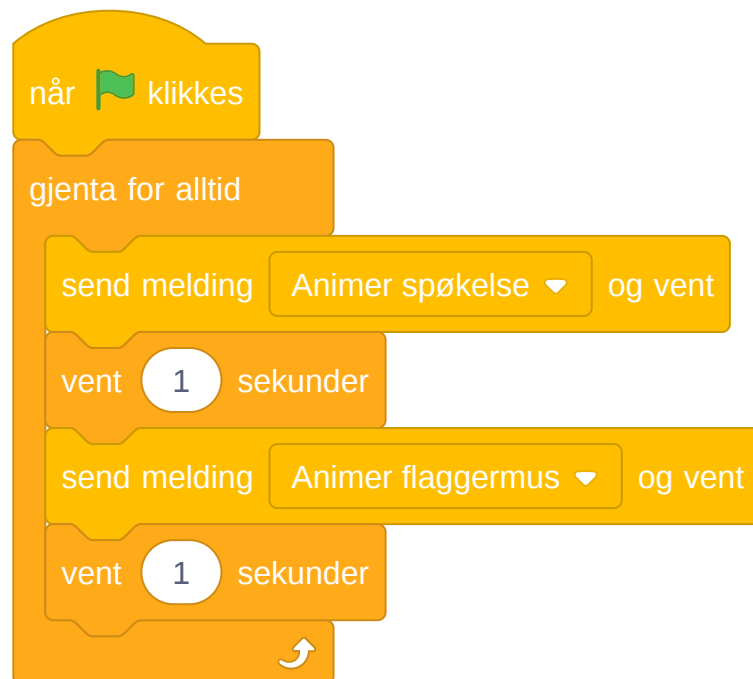 når klikkes
gjenta for alltid
send melding Animer spøkelse og vent
vent 1 sekunder
send melding Animer flaggermus og vent
vent 1 sekunder